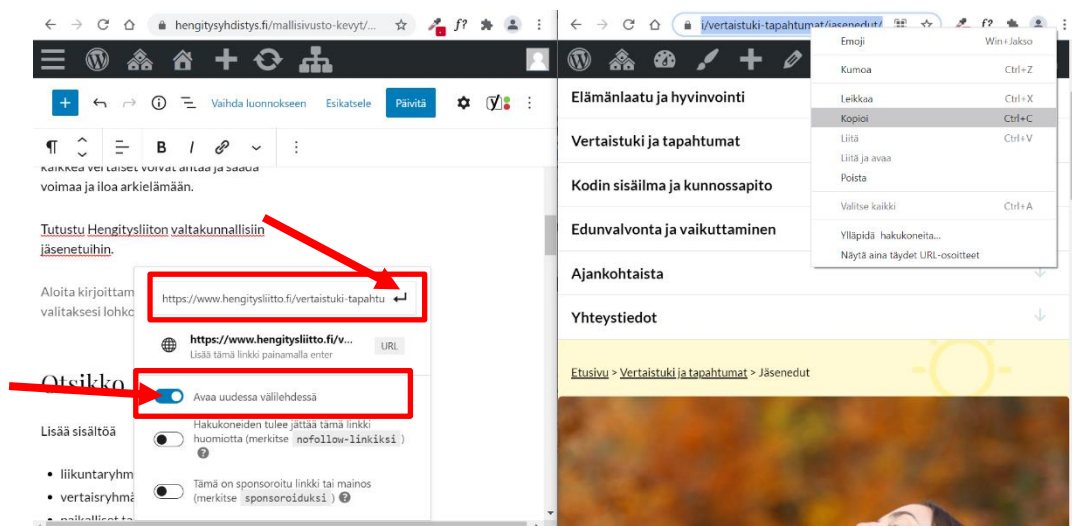 hengitysyhdistys.fi/mallisivusto-kevyt/...
f?
Vaihda luonnokseen
Esikatsele
Päivitä
B
I
kaikkea vertaiset voivat antaa ja saada
voimaa ja iloa arkielämään.
Tutustu Hengitysliiton valtakunnallisiin
jäsenetuihin.
Aloita kirjoittam
valitaksesi lohko
https://www.hengitysliitto.fi/vertaistuki-tapahtu
https://www.hengitysliitto.fi/v...
Lisää tämä linkki painamalla enter
URL
Otsikko
Avaa uudessa välilehdessä
Lisää sisältöä
Hakukoneiden tulee jättää tämä linkki
huomiotta (merkitse nofollow-linkiksi )
• liikuntaryhm
Tämä on sponsoroitu linkki tai mainos
• vertaisryhmä
(merkitse sponsoroiduksi )
i/vertaistuki-tapahtumat/jasenedut/
f?
Emoji Win+Jakso
Kumoa Ctrl+Z
Leikkaa Ctrl+X
Kopioi Ctrl+C
Liitä Ctrl+V
Liitä ja avaa
Poista
Valitse kaikki Ctrl+A
Ylläpidä hakukoneita...
Näytä aina täydet URL-osoitteet
Elämänlaatu ja hyvinvointi
Vertaistuki ja tapahtumat
Kodin sisäilma ja kunnossapito
Edunvalvonta ja vaikuttaminen
Ajankohtaista
Yhteystiedot
Etusivu > Vertaistuki ja tapahtumat > Jäsenedut